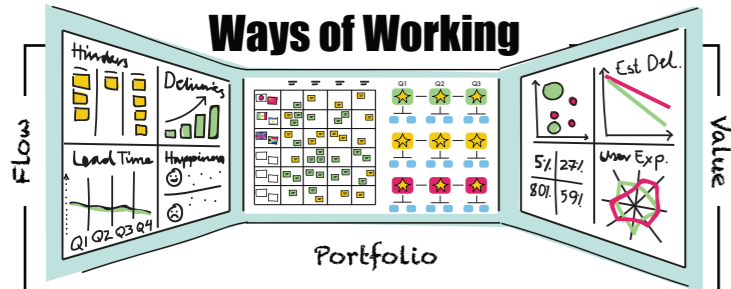 Ways of Working
Flow
Hinders
Deliveries
Lead Time
Happiness
Q1 Q2 Q3 Q4
Q1 Q2 Q3
Portfolio
Est Del.
5% 27%
80% 59%
User Exp.
Value